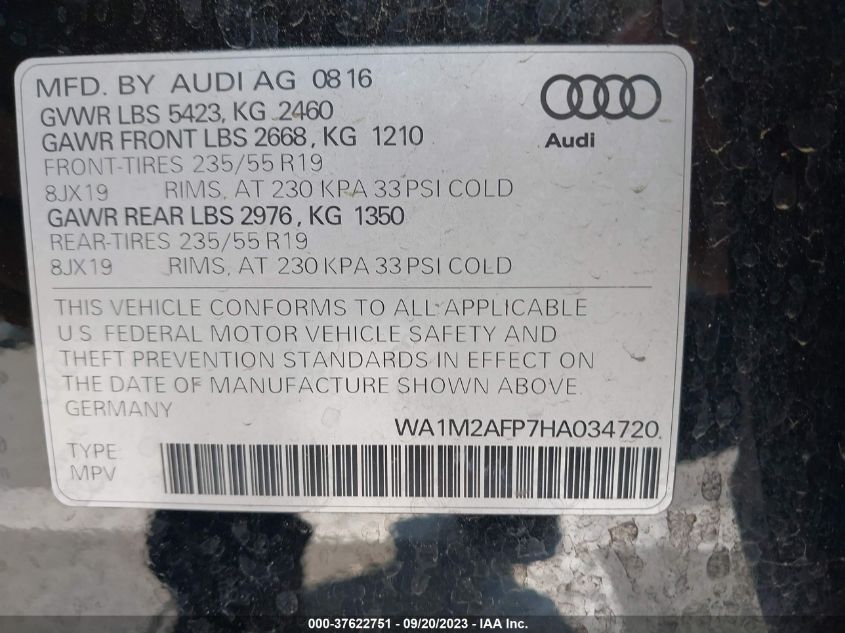 MFD. BY AUDI AG 0816
GVWR LBS 5423, KG 2460
GAWR FRONT LBS 2668, KG 1210
FRONT-TIRES 235/55 R19
8JX19 RIMS, AT 230 KPA 33 PSI COLD
GAWR REAR LBS 2976, KG 1350
REAR-TIRES 235/55 R19
8JX19 RIMS, AT 230 KPA 33 PSI COLD
Audi
THIS VEHICLE CONFORMS TO ALL APPLICABLE
U.S. FEDERAL MOTOR VEHICLE SAFETY AND
THEFT PREVENTION STANDARDS IN EFFECT ON
THE DATE OF MANUFACTURE SHOWN ABOVE.
GERMANY
WA1M2AFP7HA034720
TYPE:
MPV
000-37622751 - 09/20/2023 - IAA Inc.